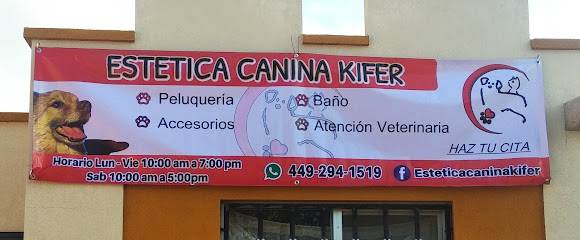 ESTETICA CANINA KIFER
Peluquería
Baño
Accesorios
Atención Veterinaria
HAZ TU CITA
Horario Lun - Vie 10:00 am a 7:00 pm
Sab 10:00 am a 5:00pm
449-294-1519
f Esteticacaninakifer